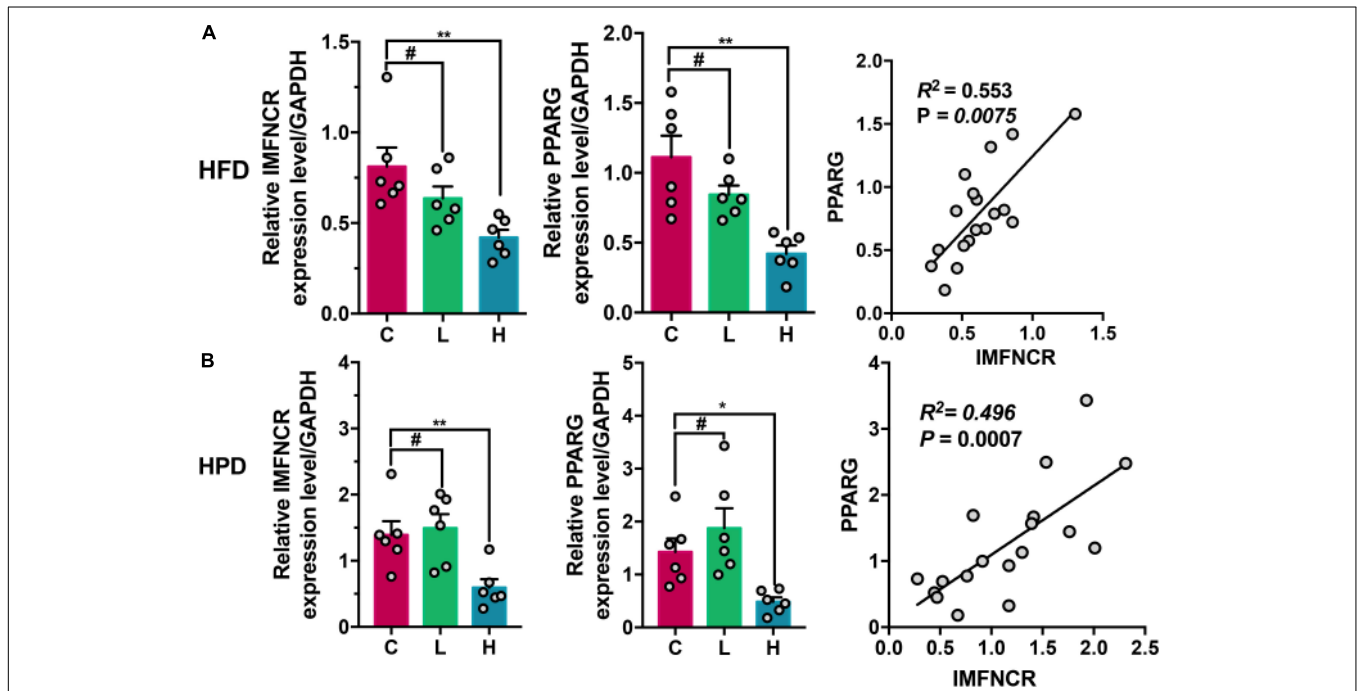 A
HFD
Relative IMFNCR
expression level/GAPDH
1.5
1.0
0.5
0.0
**
#
C L H
Relative PPARG
expression level/GAPDH
2.0
1.5
1.0
0.5
0.0
**
#
C L H
PPARG
2.0
1.5
1.0
0.5
0.0
R² = 0.553
P = 0.0075
0.0 0.5 1.0 1.5
IMFNCR
B
HPD
Relative IMFNCR
expression level/GAPDH
4
3
2
1
0
**
#
C L H
Relative PPARG
expression level/GAPDH
5
4
3
2
1
0
*
#
C L H
PPARG
4
3
2
1
0
R²= 0.496
P = 0.0007
0.0 0.5 1.0 1.5 2.0 2.5
IMFNCR